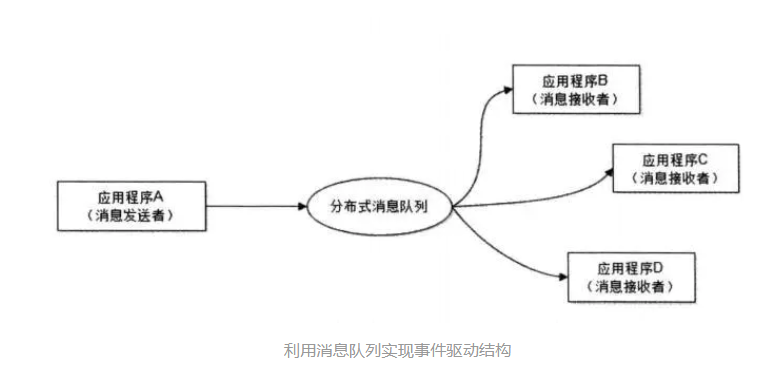 应用程序B
（消息接收者）
应用程序C
（消息接收者）
应用程序A
（消息发送者）
分布式消息队列
应用程序D
（消息接收者）
利用消息队列实现事件驱动结构